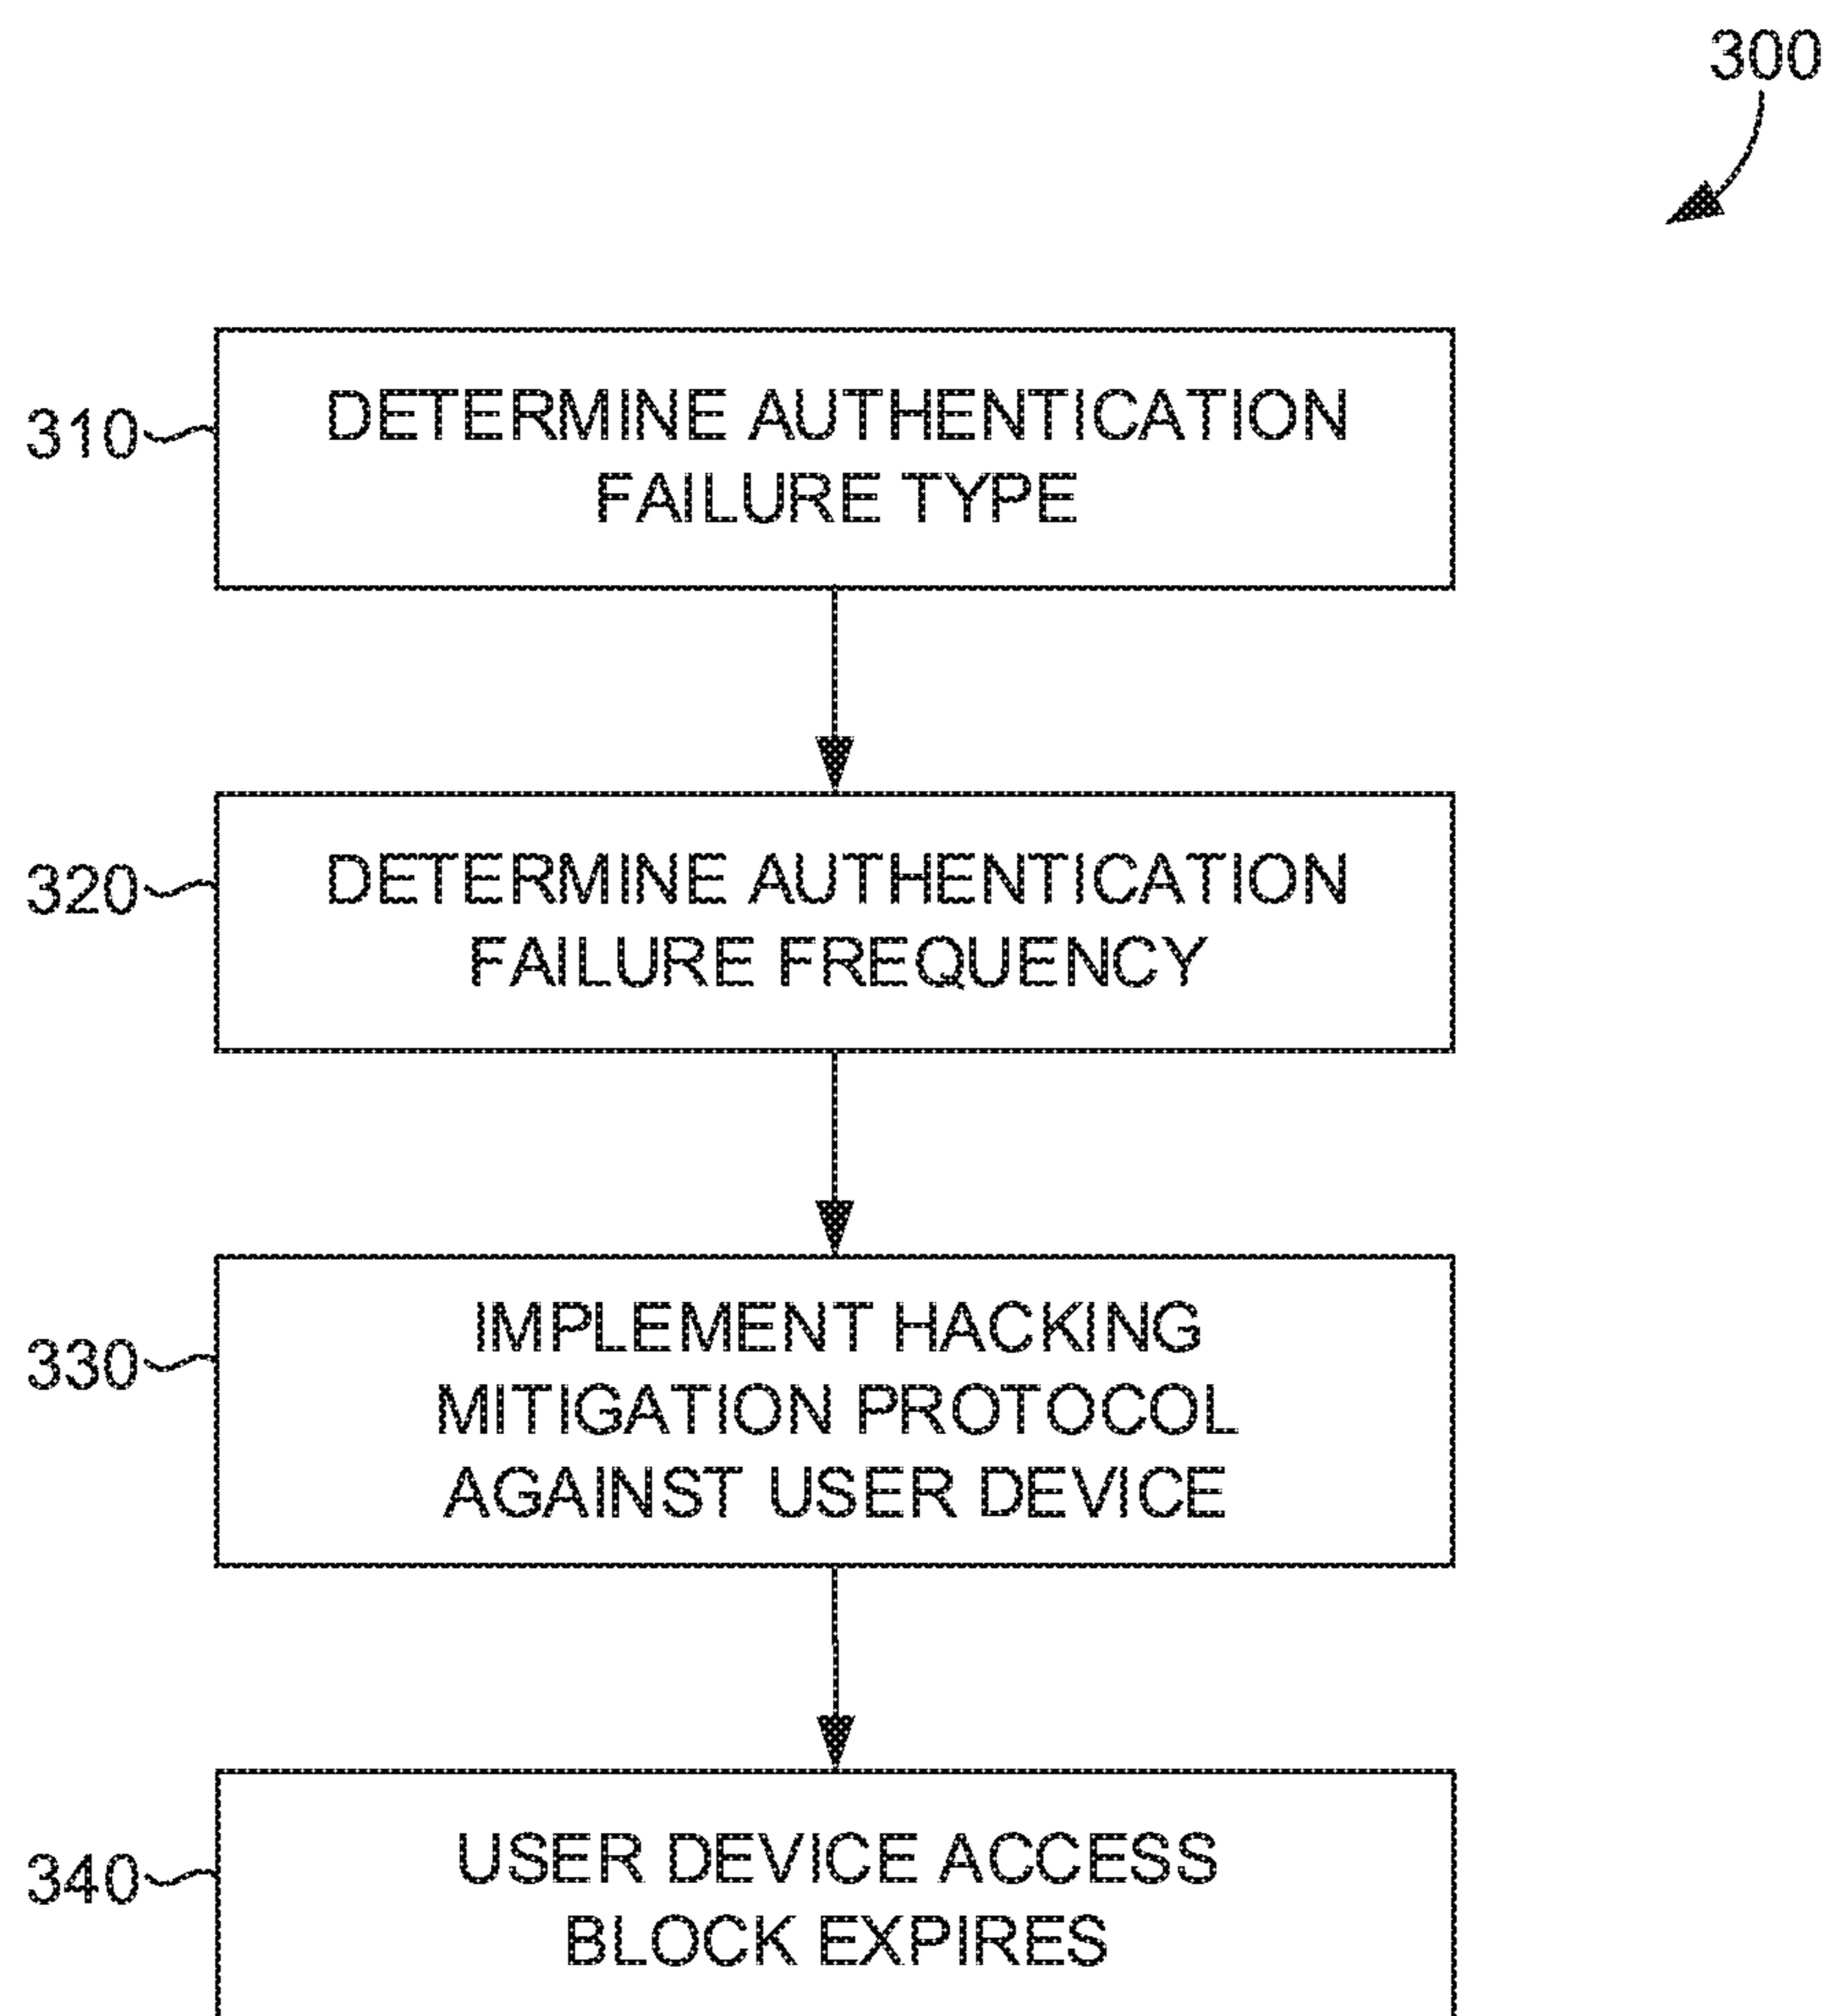 300
310
DETERMINE AUTHENTICATION
FAILURE TYPE
320
DETERMINE AUTHENTICATION
FAILURE FREQUENCY
330
IMPLEMENT HACKING
MITIGATION PROTOCOL
AGAINST USER DEVICE
340
USER DEVICE ACCESS
BLOCK EXPIRES